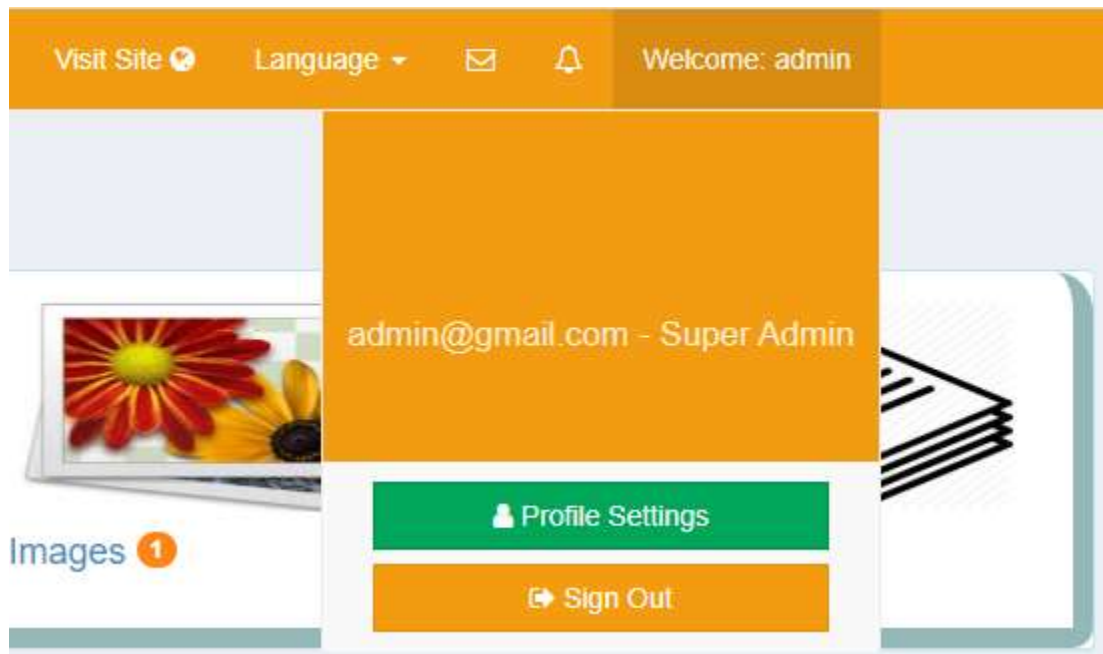 Visit Site Language Welcome: admin
admin@gmail.com - Super Admin
Profile Settings
Images 1
Sign Out